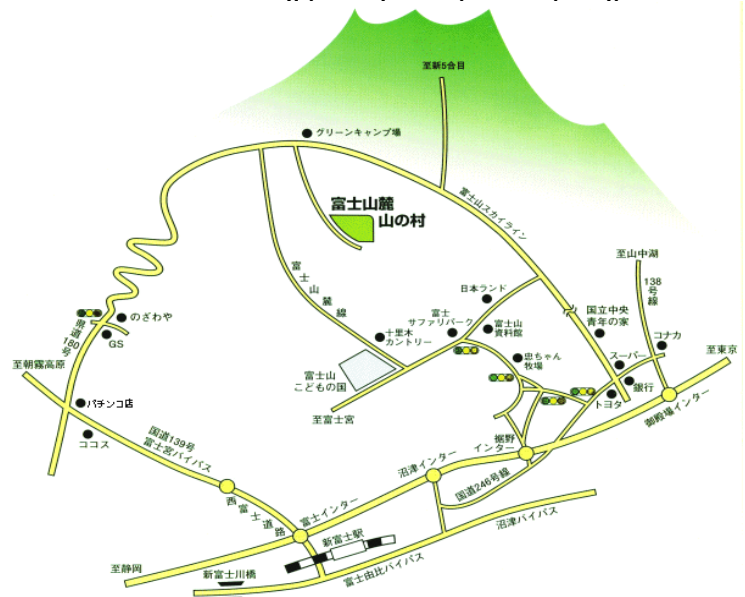 至新5合目
グリーンキャンプ場
富士山麓
山の村
富士山スカイライン
至山中湖
138号線
富士山麓線
日本ランド
国立中央
青年の家
コナカ
富士
サファリパーク
富士山
資料館
十里木
カントリー
忠ちゃん
牧場
スーパー
至東京
県道180号
のざわや
GS
至朝霧高原
富士山
こどもの国
銀行
トヨタ
御殿場インター
至富士宮
パチンコ店
ココス
国道139号
富士宮バイパス
裾野
インター
沼津インター
国道246号線
西富士道路
富士インター
沼津バイパス
新富士駅
至静岡
新富士川橋
富士由比バイパス